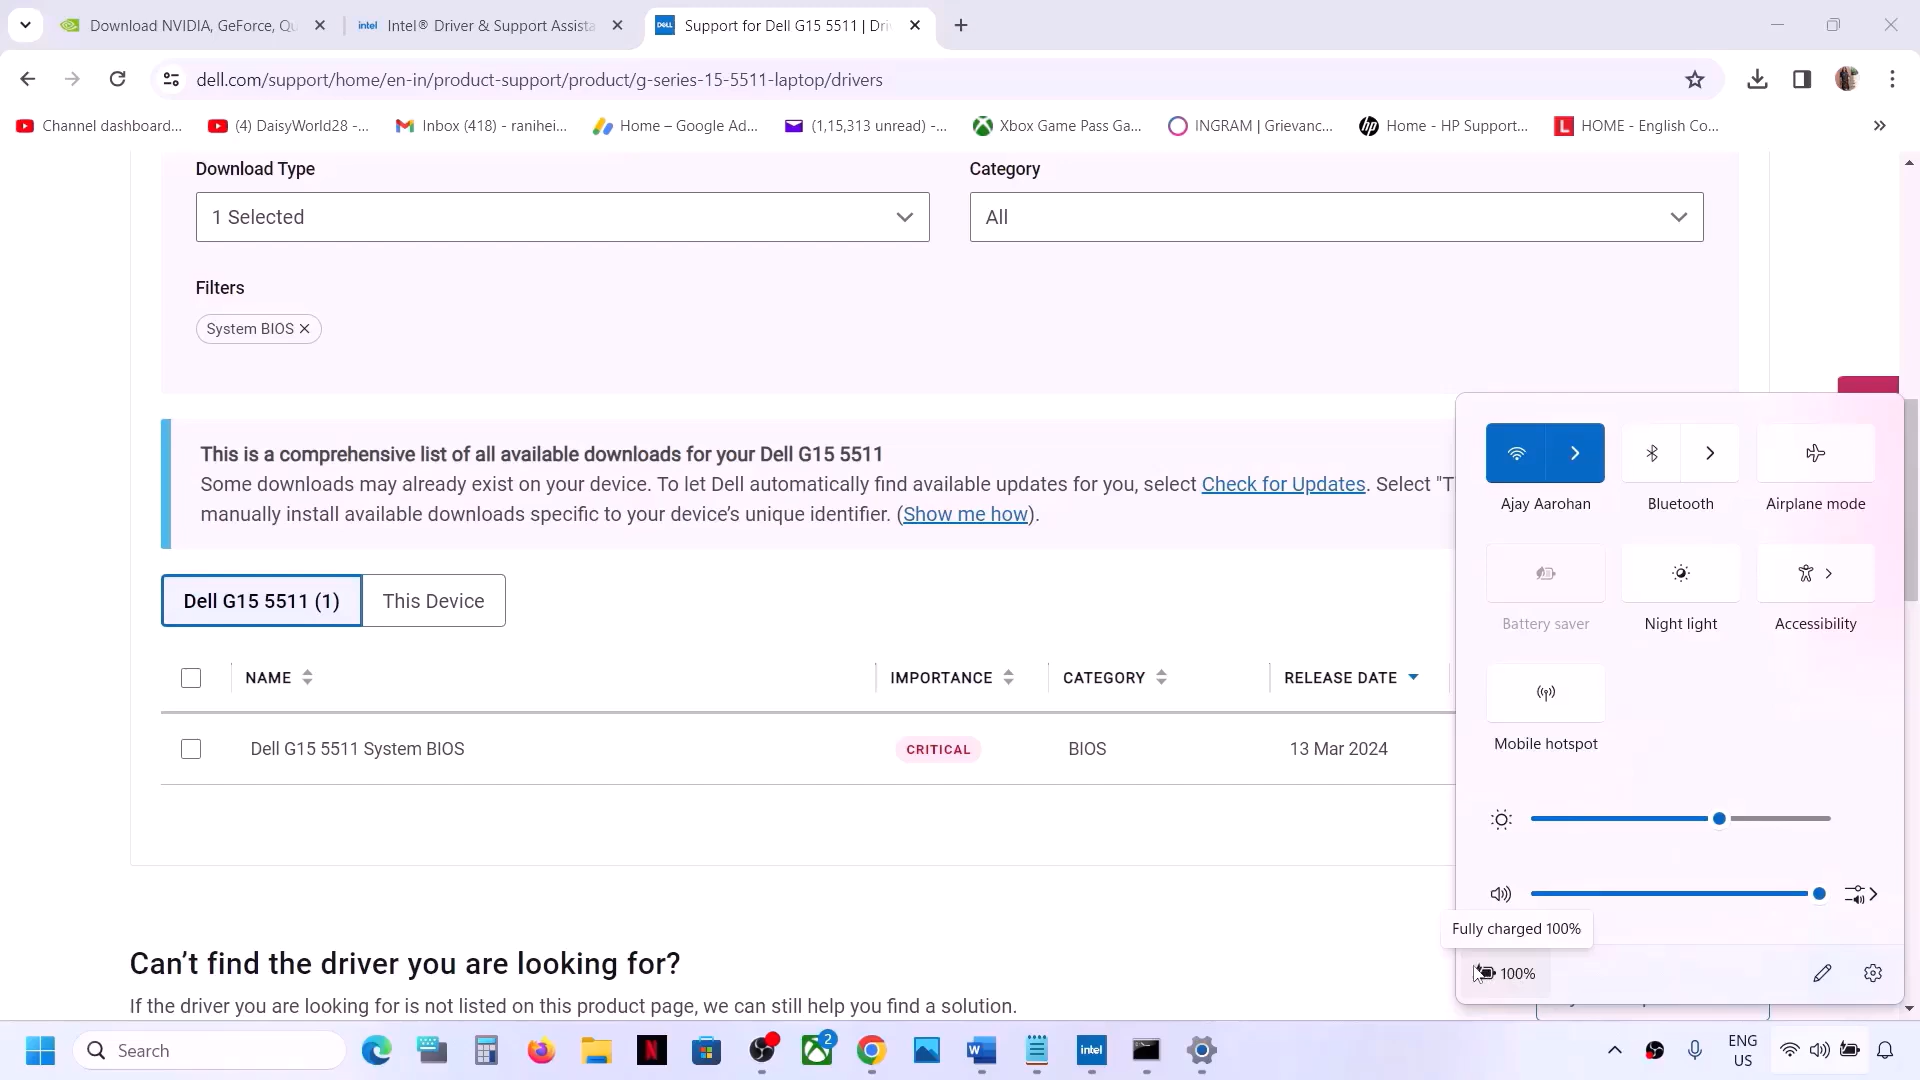 Download NVIDIA, GeForce, Qu
intel Intel® Driver & Support Assista
DELL Support for Dell G15 5511 | Dri
dell.com/support/home/en-in/product-support/product/g-series-15-5511-laptop/drivers
Channel dashboard...
(4) DaisyWorld28 -...
Inbox (418) - ranihei...
Home – Google Ad...
(1,15,313 unread) -...
Xbox Game Pass Ga...
INGRAM | Grievanc...
hp Home - HP Support...
L HOME - English Co...
Download Type
Category
1 Selected
All
Filters
System BIOS
This is a comprehensive list of all available downloads for your Dell G15 5511
Some downloads may already exist on your device. To let Dell automatically find available updates for you, select Check for Updates. Select "T
manually install available downloads specific to your device's unique identifier. (Show me how).
Dell G15 5511 (1)
This Device
NAME
IMPORTANCE
CATEGORY
RELEASE DATE
Dell G15 5511 System BIOS
CRITICAL
BIOS
13 Mar 2024
Can't find the driver you are looking for?
If the driver you are looking for is not listed on this product page, we can still help you find a solution.
Ajay Aarohan
Bluetooth
Airplane mode
Battery saver
Night light
Accessibility
Mobile hotspot
Fully charged 100%
100%
Search
N
2
intel
ENG
US